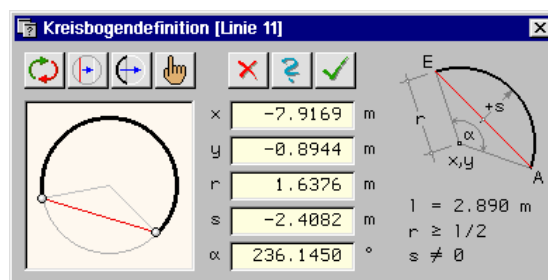 Kreisbogendefinition [Linie 11]
x -7.9169 m
y -0.8944 m
r 1.6376 m
s -2.4082 m
α 236.1450 °
E
+s
r
α
x,y
A
l = 2.890 m
r ≥ l/2
s ≠ 0